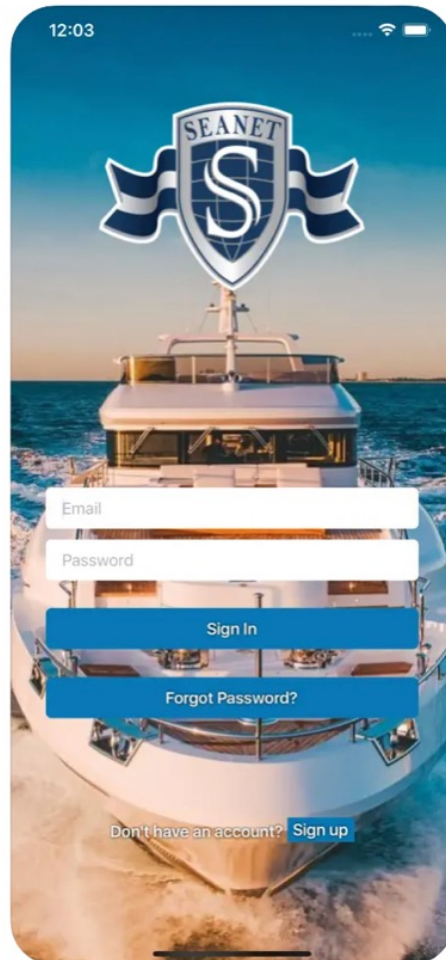 12:03
SEANET
S
Email
Password
Sign In
Forgot Password?
Don't have an account? Sign up